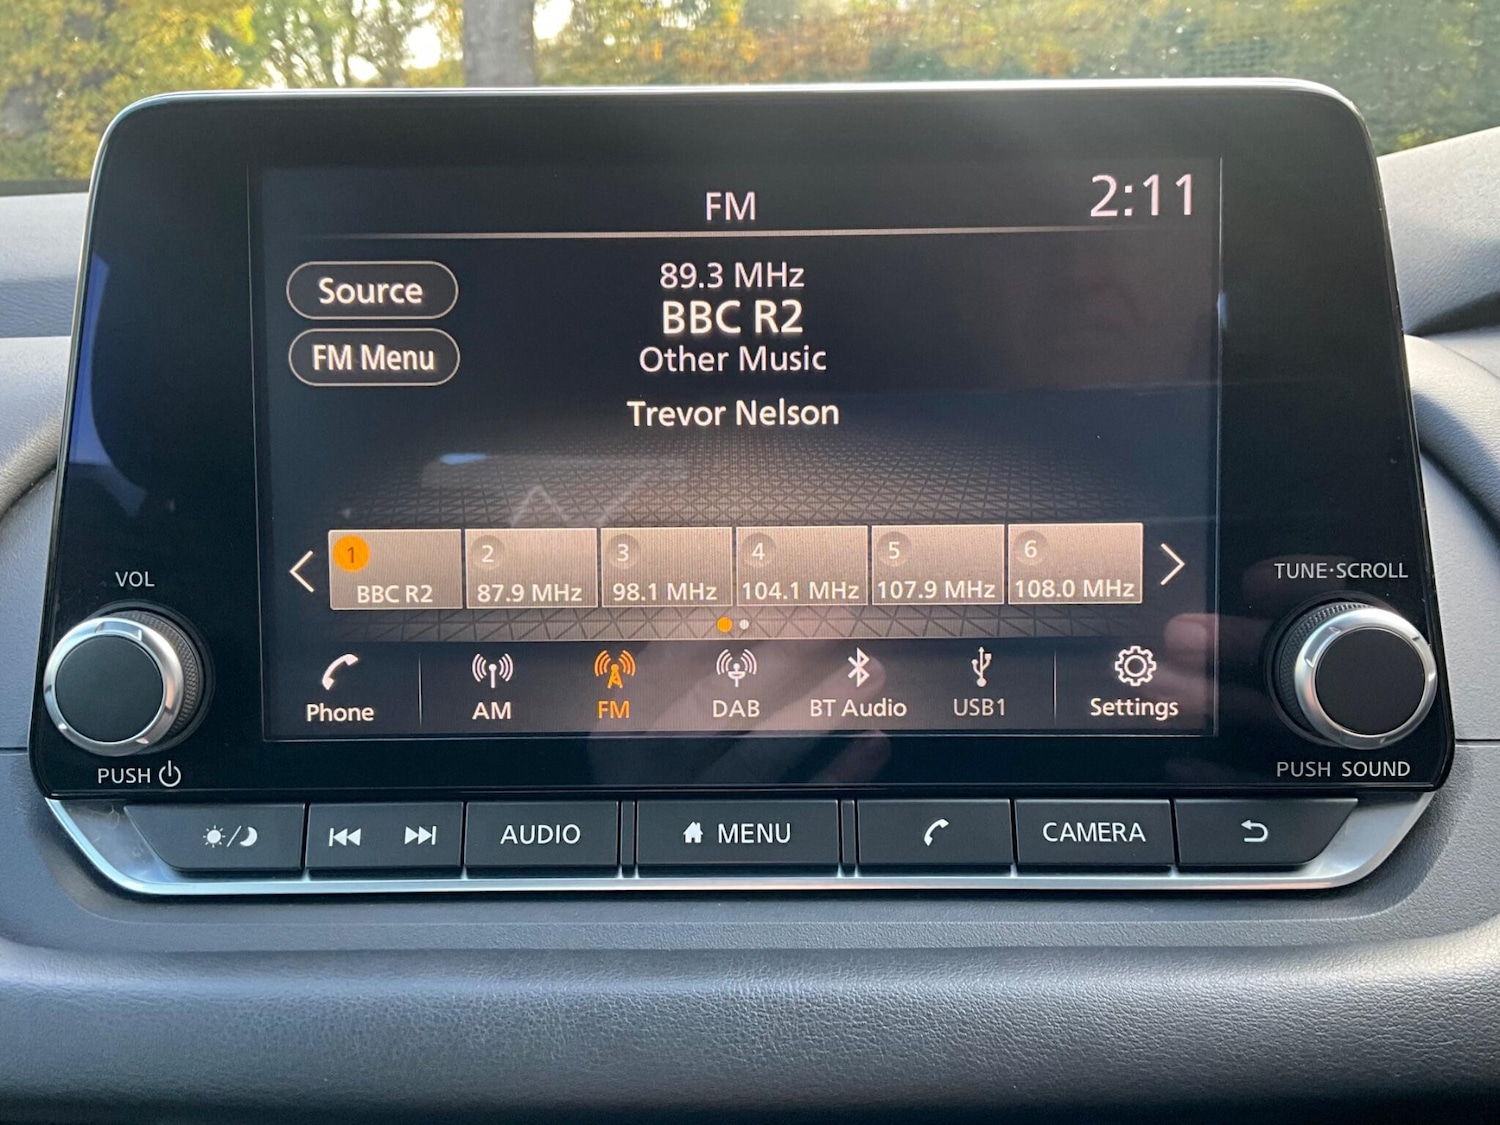 FM
2:11
Source
FM Menu
89.3 MHz
BBC R2
Other Music
Trevor Nelson
1
BBC R2
2
87.9 MHz
3
98.1 MHz
4
104.1 MHz
5
107.9 MHz
6
108.0 MHz
Phone
AM
FM
DAB
BT Audio
USB1
Settings
VOL
PUSH
TUNE·SCROLL
PUSH SOUND
AUDIO
MENU
CAMERA